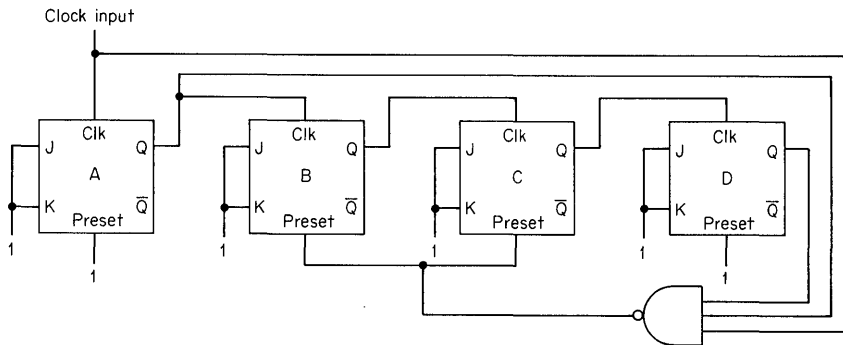 Clock input
Clk
J Q
A
K Q̅
Preset
1
1
Clk
J Q
B
K Q̅
Preset
1
Clk
J Q
C
K Q̅
Preset
1
Clk
J Q
D
K Q̅
Preset
1
1